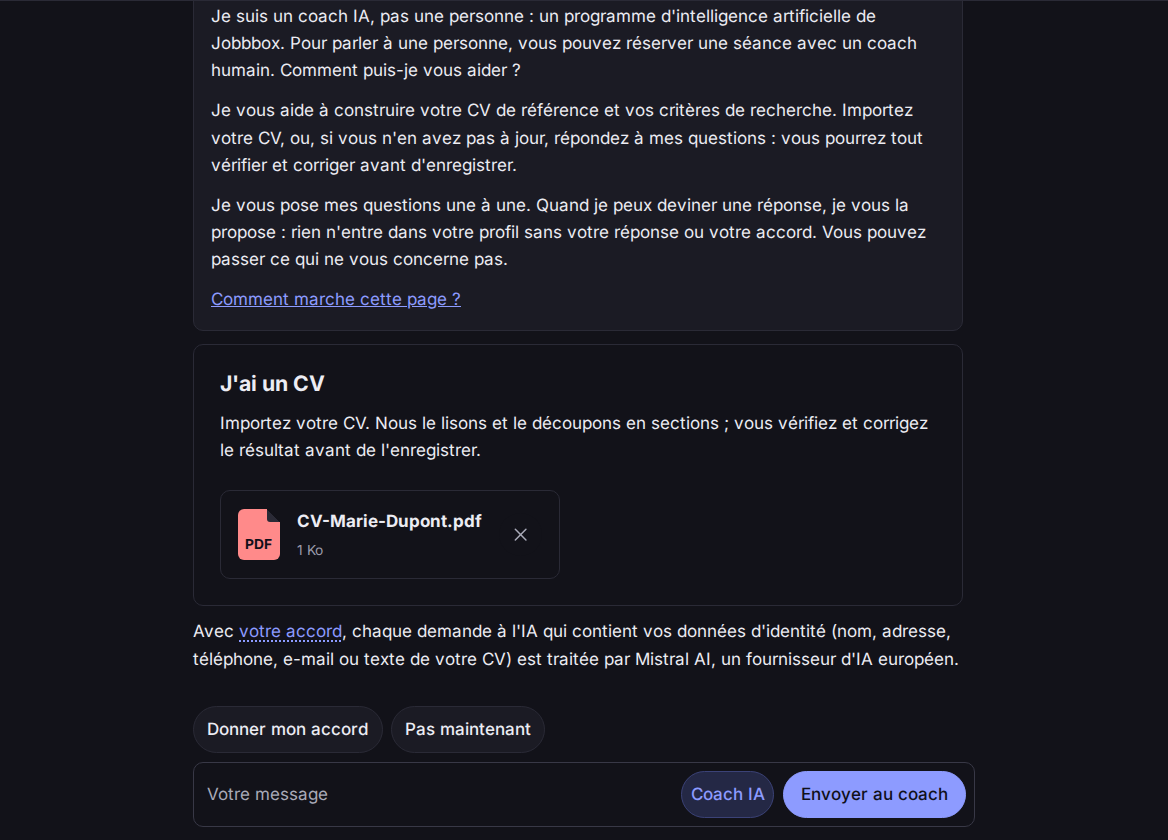 Je suis un coach IA, pas une personne : un programme d'intelligence artificielle de
Jobbbox. Pour parler à une personne, vous pouvez réserver une séance avec un coach
humain. Comment puis-je vous aider ?
Je vous aide à construire votre CV de référence et vos critères de recherche. Importez
votre CV, ou, si vous n'en avez pas à jour, répondez à mes questions : vous pourrez tout
vérifier et corriger avant d'enregistrer.
Je vous pose mes questions une à une. Quand je peux deviner une réponse, je vous la
propose : rien n'entre dans votre profil sans votre réponse ou votre accord. Vous pouvez
passer ce qui ne vous concerne pas.
Comment marche cette page ?
J'ai un CV
Importez votre CV. Nous le lisons et le découpons en sections ; vous vérifiez et corrigez
le résultat avant de l'enregistrer.
CV-Marie-Dupont.pdf
PDF
1 Ko
Avec votre accord, chaque demande à l'IA qui contient vos données d'identité (nom, adresse,
téléphone, e-mail ou texte de votre CV) est traitée par Mistral AI, un fournisseur d'IA européen.
Donner mon accord
Pas maintenant
Votre message
Coach IA
Envoyer au coach